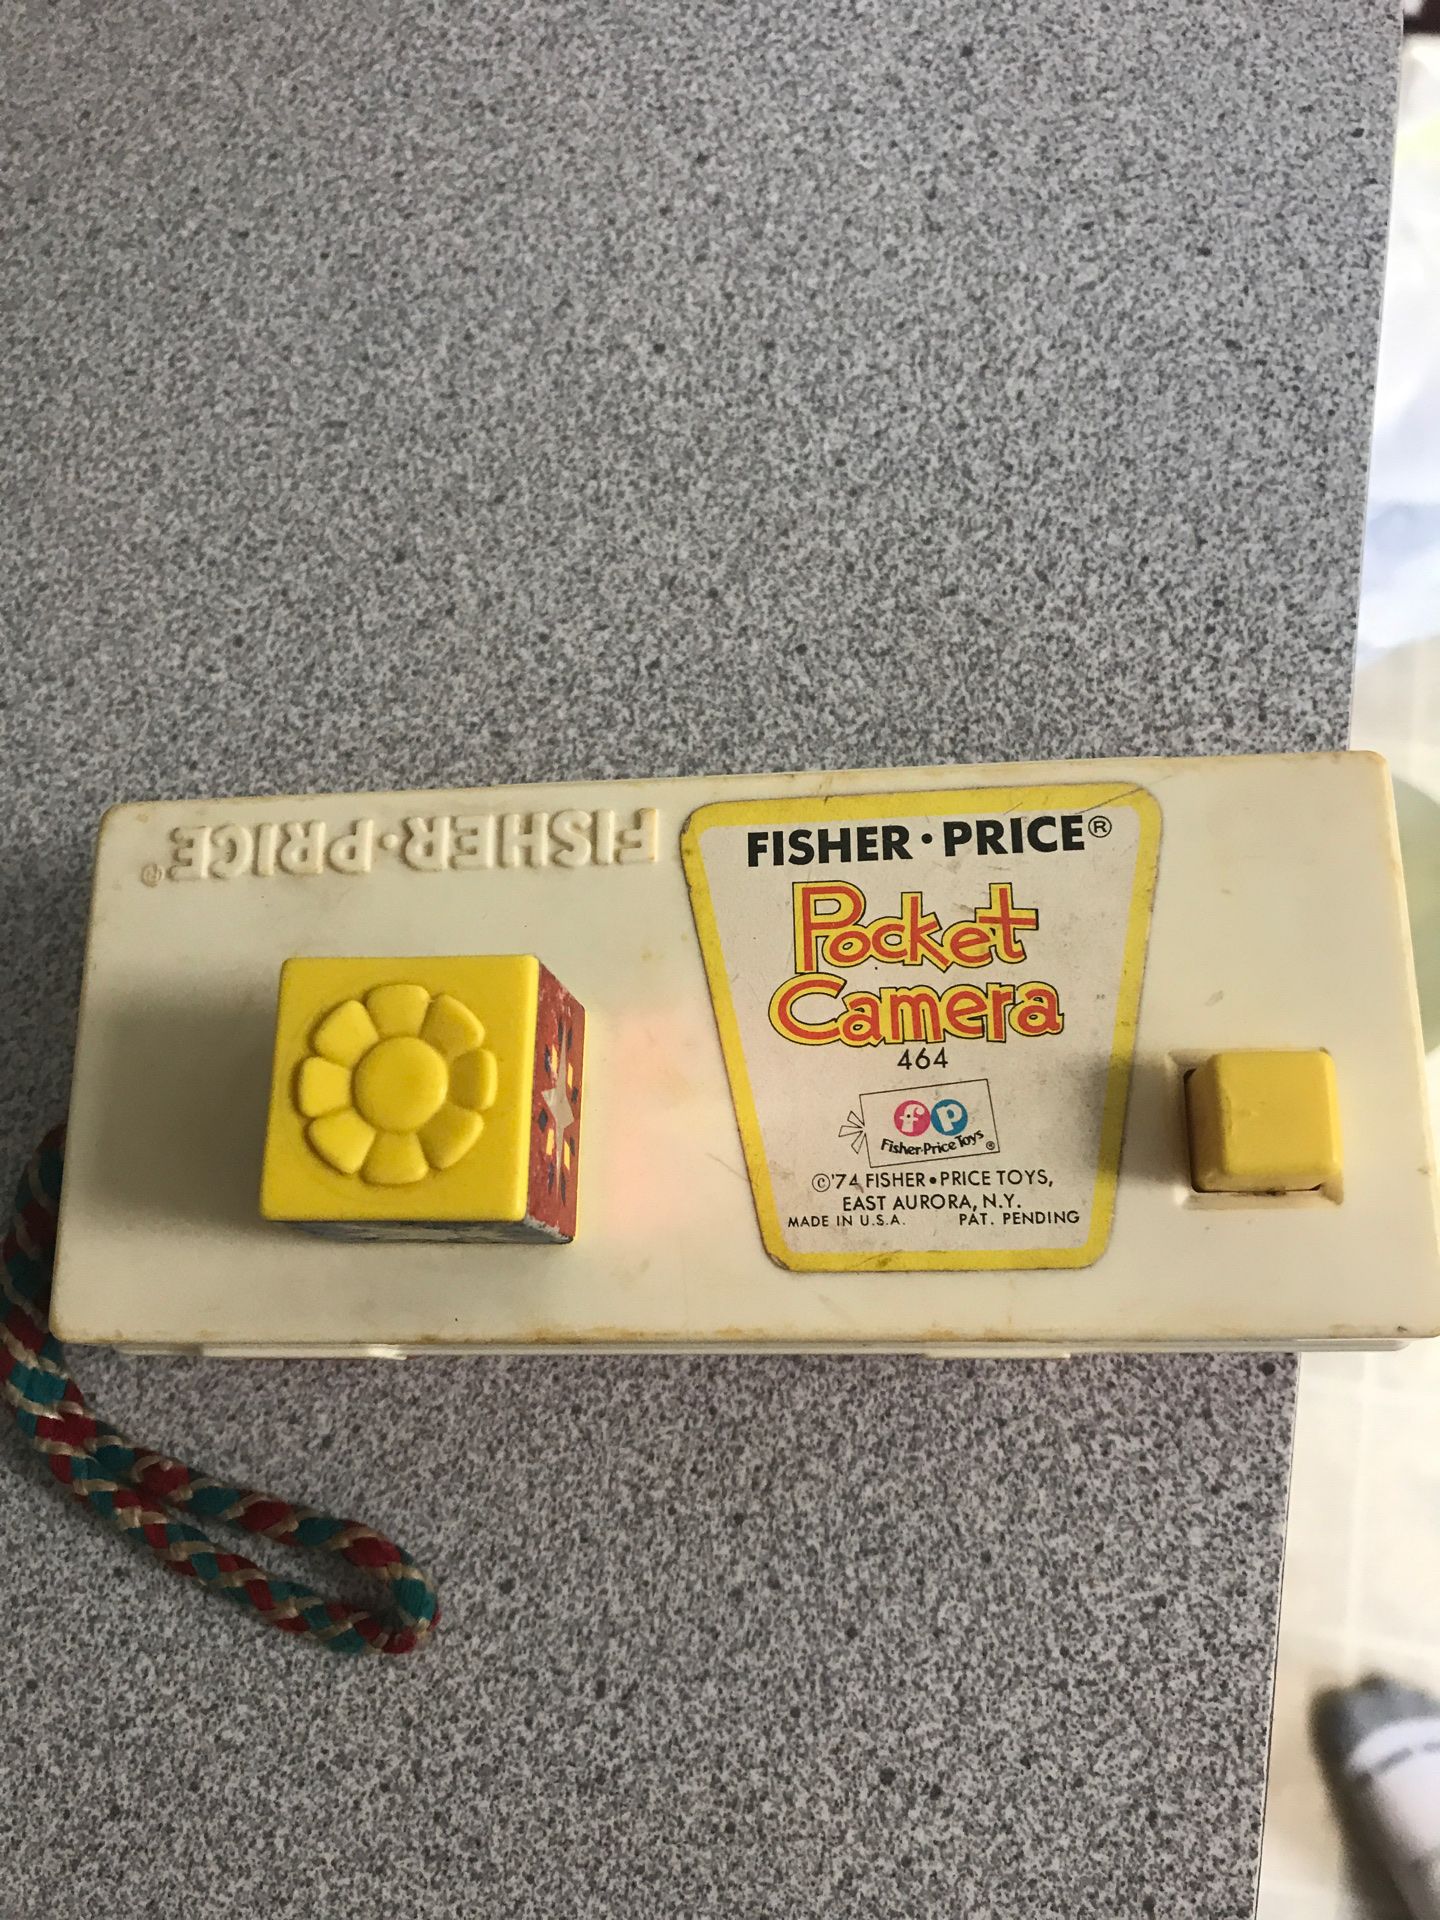 FISHER·PRICE®
FISHER·PRICE®
Pocket
Camera
464
fp
Fisher-Price Toys ®
©'74 FISHER•PRICE TOYS,
EAST AURORA, N.Y.
MADE IN U.S.A. PAT. PENDING